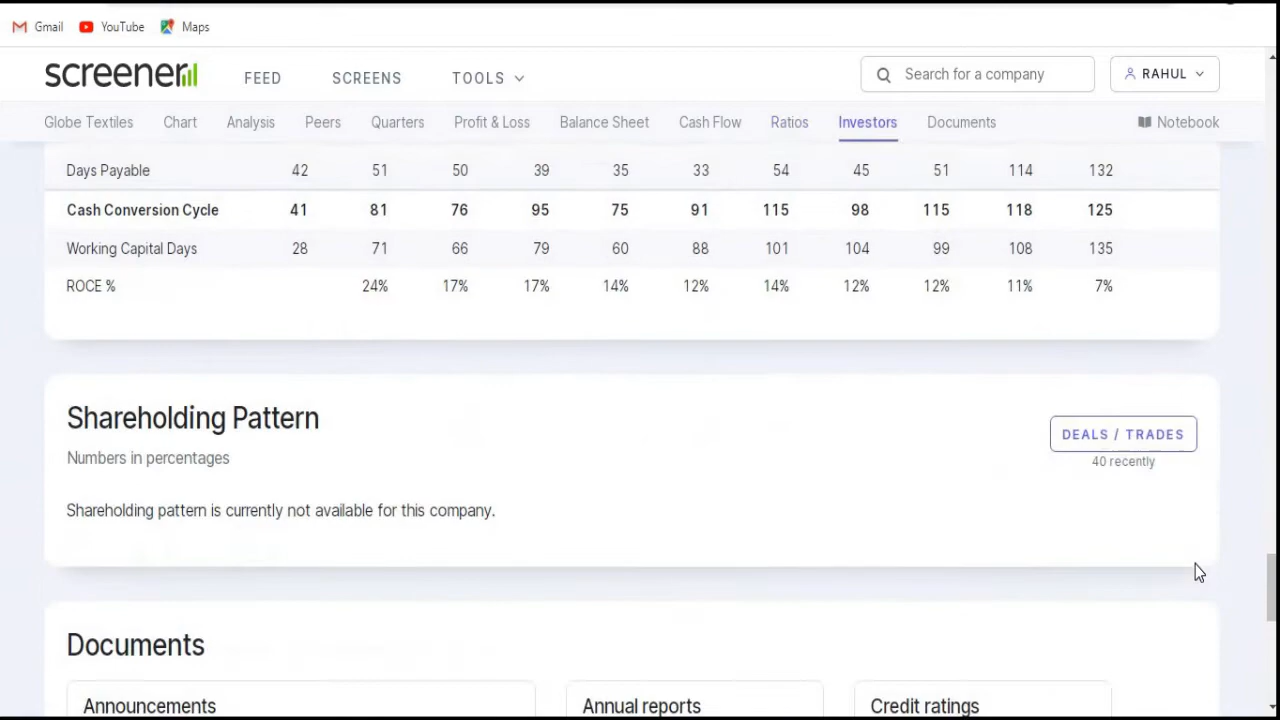 Gmail YouTube Maps
screener FEED SCREENS TOOLS Search for a company RAHUL
Globe Textiles Chart Analysis Peers Quarters Profit & Loss Balance Sheet Cash Flow Ratios Investors Documents Notebook
Days Payable 42 51 50 39 35 33 54 45 51 114 132
Cash Conversion Cycle 41 81 76 95 75 91 115 98 115 118 125
Working Capital Days 28 71 66 79 60 88 101 104 99 108 135
ROCE % 24% 17% 17% 14% 12% 14% 12% 12% 11% 7%
Shareholding Pattern
DEALS / TRADES
Numbers in percentages
40 recently
Shareholding pattern is currently not available for this company.
Documents
Announcements Annual reports Credit ratings